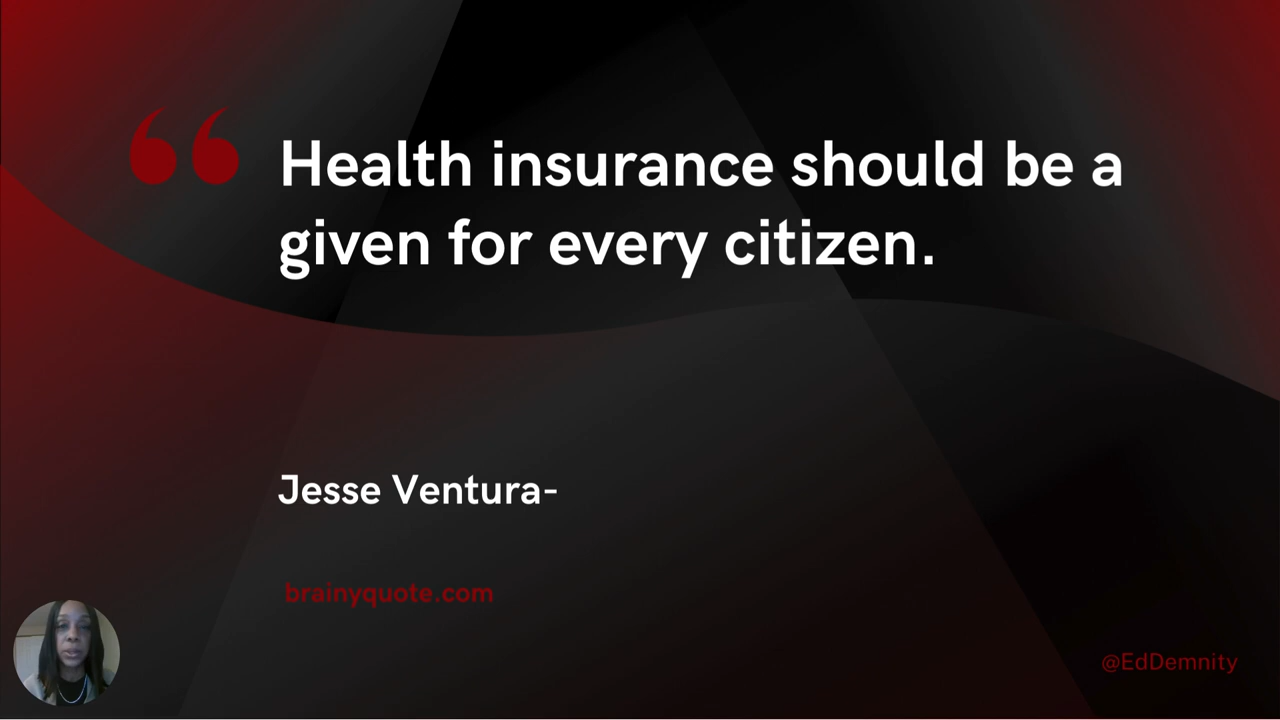 “ Health insurance should be a
given for every citizen.
Jesse Ventura-
brainyquote.com
@EdDemnity